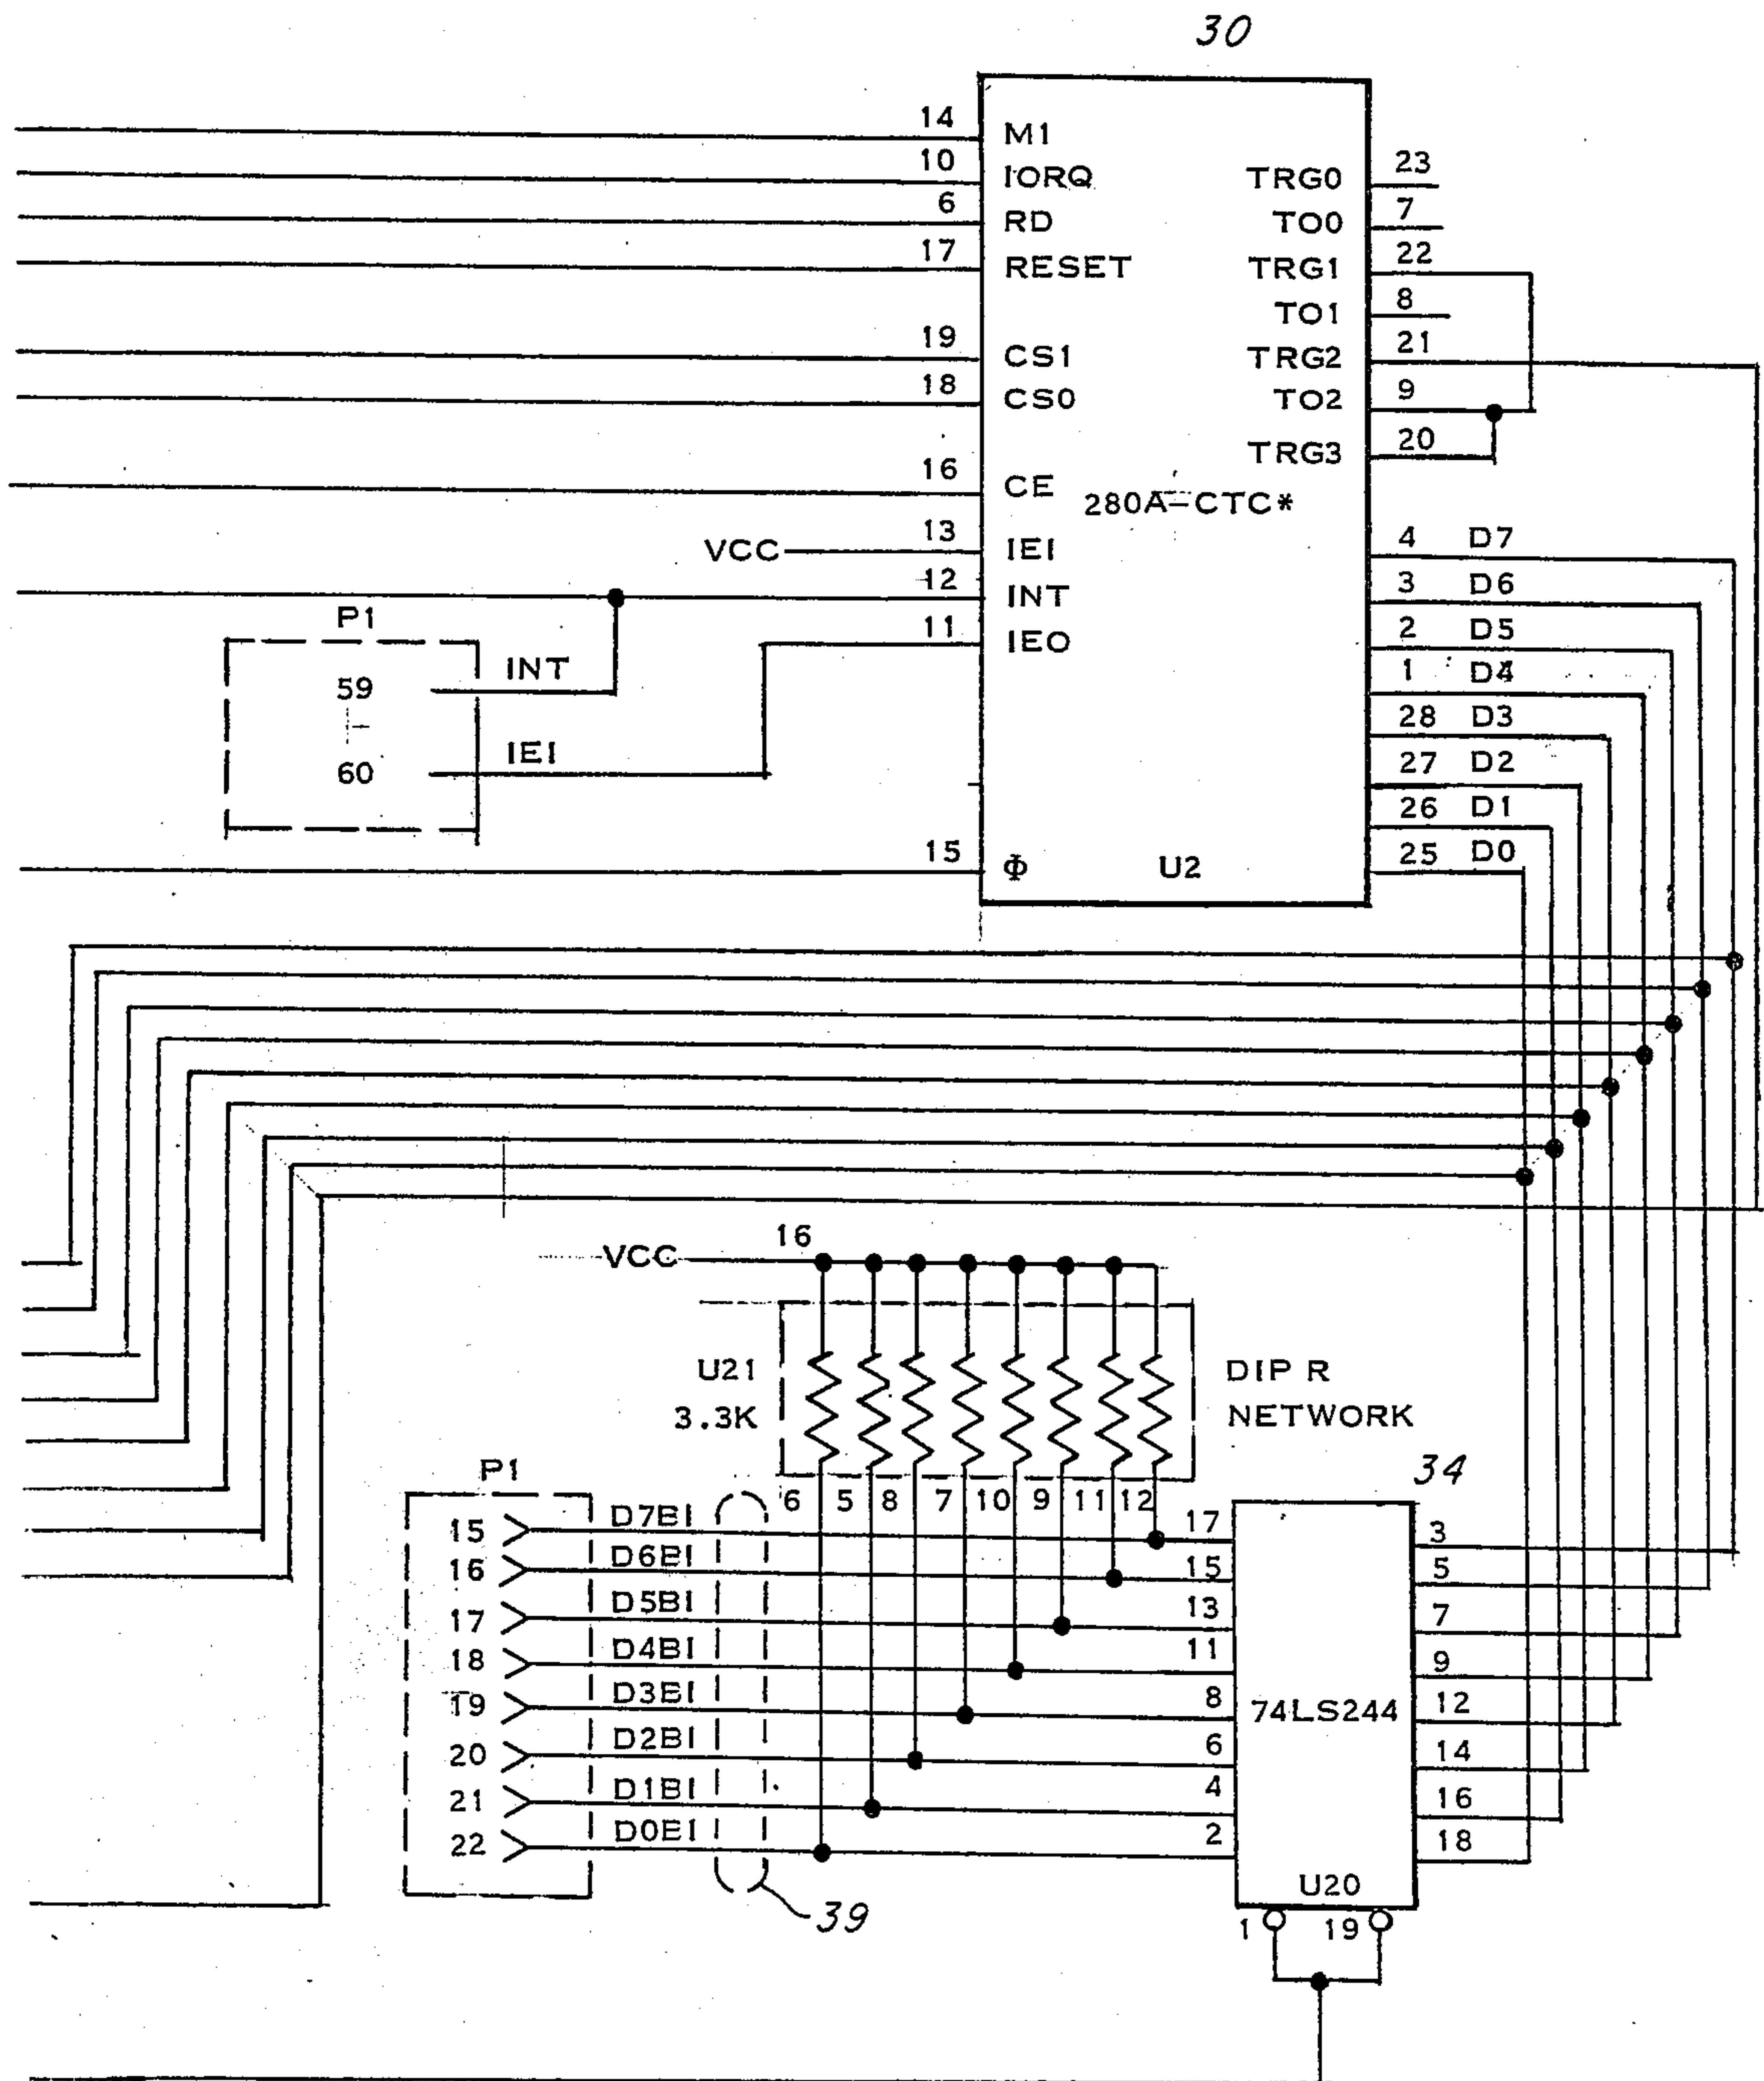 30
14 M1
10 IORQ TRG0 23
6 RD TO0 7
17 RESET TRG1 22
TO1 8
19 CS1 TRG2 21
18 CS0 TO2 9
TRG3 20
16 CE
280A-CTC*
VCC 13 IEI 4 D7
12 INT 3 D6
P1
11 IEO 2 D5
59 INT 1 D4
28 D3
60 IEI 27 D2
26 D1
15 Φ U2 25 D0
VCC 16
U21 DIP R
3.3K NETWORK
34
P1
6 5 8 7 10 9 11 12
15 D7BI 17 3
16 D6BI 15 5
17 D5BI 13 7
18 D4BI 11 9
19 D3BI 8 74LS244 12
20 D2BI 6 14
21 D1BI 4 16
22 D0BI 2 18
U20
39 1 19